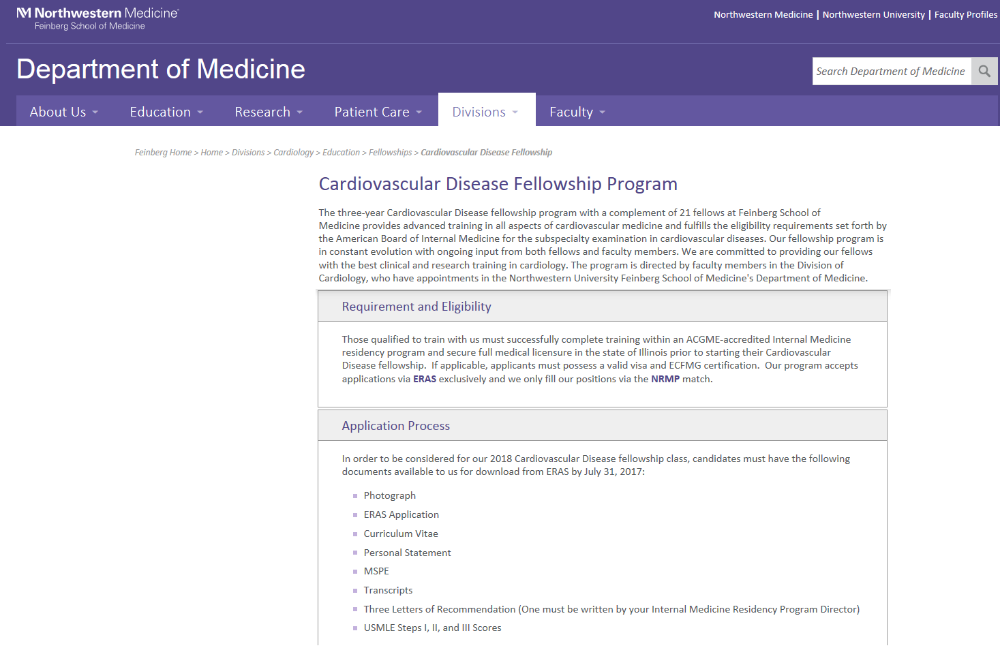 Northwestern Medicine®
Feinberg School of Medicine
Northwestern Medicine | Northwestern University | Faculty Profiles
Department of Medicine
Search Department of Medicine
About Us Education Research Patient Care Divisions Faculty
Feinberg Home > Home > Divisions > Cardiology > Education > Fellowships > Cardiovascular Disease Fellowship
Cardiovascular Disease Fellowship Program
The three-year Cardiovascular Disease fellowship program with a complement of 21 fellows at Feinberg School of
Medicine provides advanced training in all aspects of cardiovascular medicine and fulfills the eligibility requirements set forth by
the American Board of Internal Medicine for the subspecialty examination in cardiovascular diseases. Our fellowship program is
in constant evolution with ongoing input from both fellows and faculty members. We are committed to providing our fellows
with the best clinical and research training in cardiology. The program is directed by faculty members in the Division of
Cardiology, who have appointments in the Northwestern University Feinberg School of Medicine's Department of Medicine.
Requirement and Eligibility
Those qualified to train with us must successfully complete training within an ACGME-accredited Internal Medicine
residency program and secure full medical licensure in the state of Illinois prior to starting their Cardiovascular
Disease fellowship. If applicable, applicants must possess a valid visa and ECFMG certification. Our program accepts
applications via ERAS exclusively and we only fill our positions via the NRMP match.
Application Process
In order to be considered for our 2018 Cardiovascular Disease fellowship class, candidates must have the following
documents available to us for download from ERAS by July 31, 2017:
Photograph
ERAS Application
Curriculum Vitae
Personal Statement
MSPE
Transcripts
Three Letters of Recommendation (One must be written by your Internal Medicine Residency Program Director)
USMLE Steps I, II, and III Scores